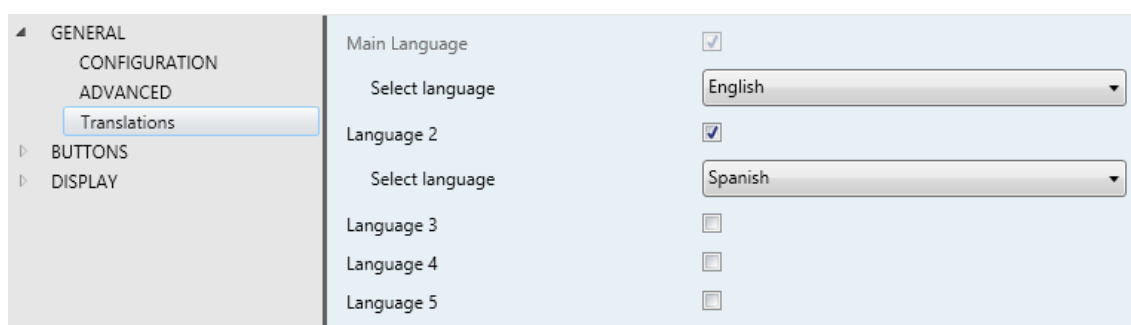 GENERAL
CONFIGURATION
ADVANCED
Translations
BUTTONS
DISPLAY
Main Language
Select language English
Language 2
Select language Spanish
Language 3
Language 4
Language 5